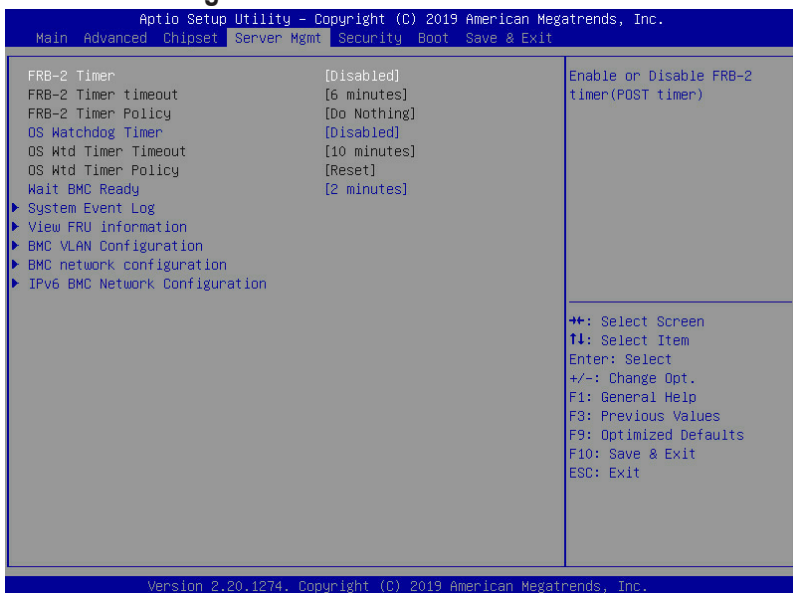 Aptio Setup Utility – Copyright (C) 2019 American Megatrends, Inc.
Main Advanced Chipset Server Mgmt Security Boot Save & Exit
FRB-2 Timer [Disabled]
FRB-2 Timer timeout [6 minutes]
FRB-2 Timer Policy [Do Nothing]
OS Watchdog Timer [Disabled]
OS Wtd Timer Timeout [10 minutes]
OS Wtd Timer Policy [Reset]
Wait BMC Ready [2 minutes]
System Event Log
View FRU information
BMC VLAN Configuration
BMC network configuration
IPv6 BMC Network Configuration
Enable or Disable FRB-2
timer(POST timer)
→←: Select Screen
↑↓: Select Item
Enter: Select
+/-: Change Opt.
F1: General Help
F3: Previous Values
F9: Optimized Defaults
F10: Save & Exit
ESC: Exit
Version 2.20.1274. Copyright (C) 2019 American Megatrends, Inc.